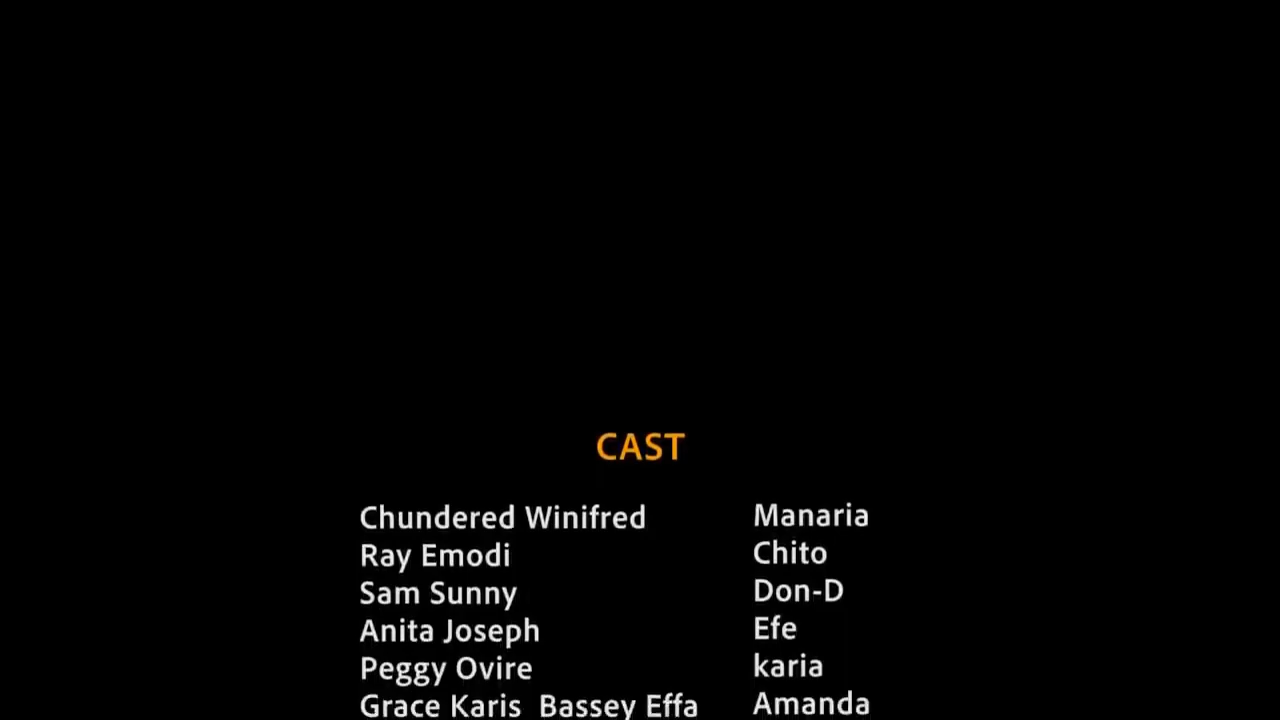 CAST
Chundered Winifred Manaria
Ray Emodi Chito
Sam Sunny Don-D
Anita Joseph Efe
Peggy Ovire karia
Grace Karis Bassey Effa Amanda